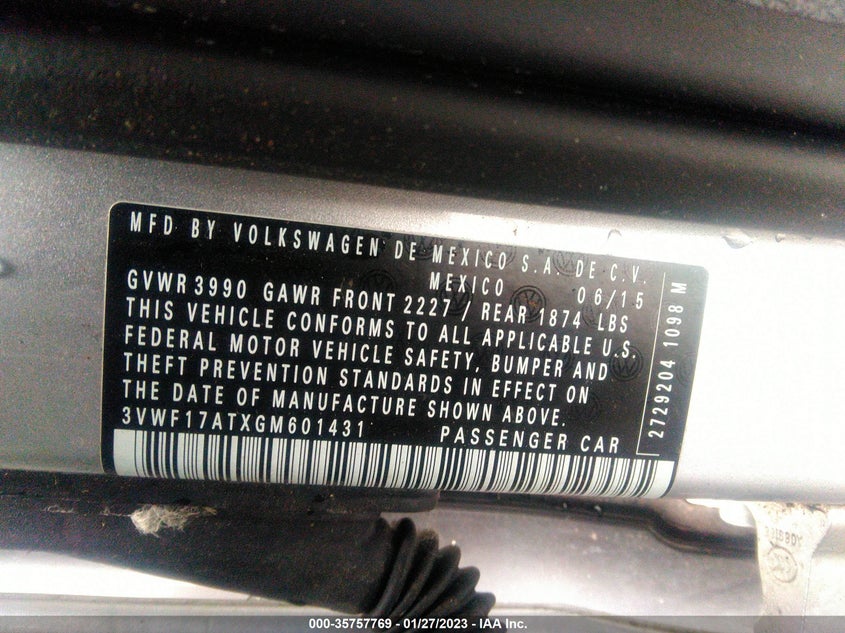 MFD BY VOLKSWAGEN DE MEXICO S.A. DE C.V.
MEXICO 06/15
GVWR 3990 GAWR FRONT 2227 / REAR 1874 LBS
THIS VEHICLE CONFORMS TO ALL APPLICABLE U.S.
FEDERAL MOTOR VEHICLE SAFETY, BUMPER AND
THEFT PREVENTION STANDARDS IN EFFECT ON
THE DATE OF MANUFACTURE SHOWN ABOVE.
3VWF17ATXGM601431 PASSENGER CAR
2729204 1098 M
000-35757769 - 01/27/2023 - IAA Inc.